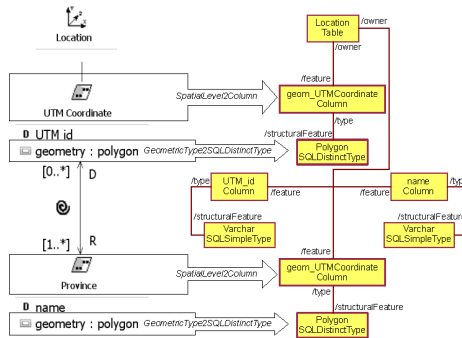 Location
UTM Coordinate
D UTM id
geometry : polygon
[0..*] D
[1..*] R
Province
D name
geometry : polygon
SpatialLevel2Column
GeometricType2SQLDistinctType
SpatialLevel2Column
GeometricType2SQLDistinctType
/owner
Location
Table
/owner
/feature
geom_UTMCoordinate
Column
/type
/structuralFeature
Polygon
SQLDistinctType
/type
UTM_id
Column
/feature
/feature
name
Column
/ty
/structuralFeature
Varchar
SQLSimpleType
/structuralFeature
Varchar
SQLSimpleType
/feature
geom_UTMCoordinate
Column
/type
/structuralFeature
Polygon
SQLDistinctType